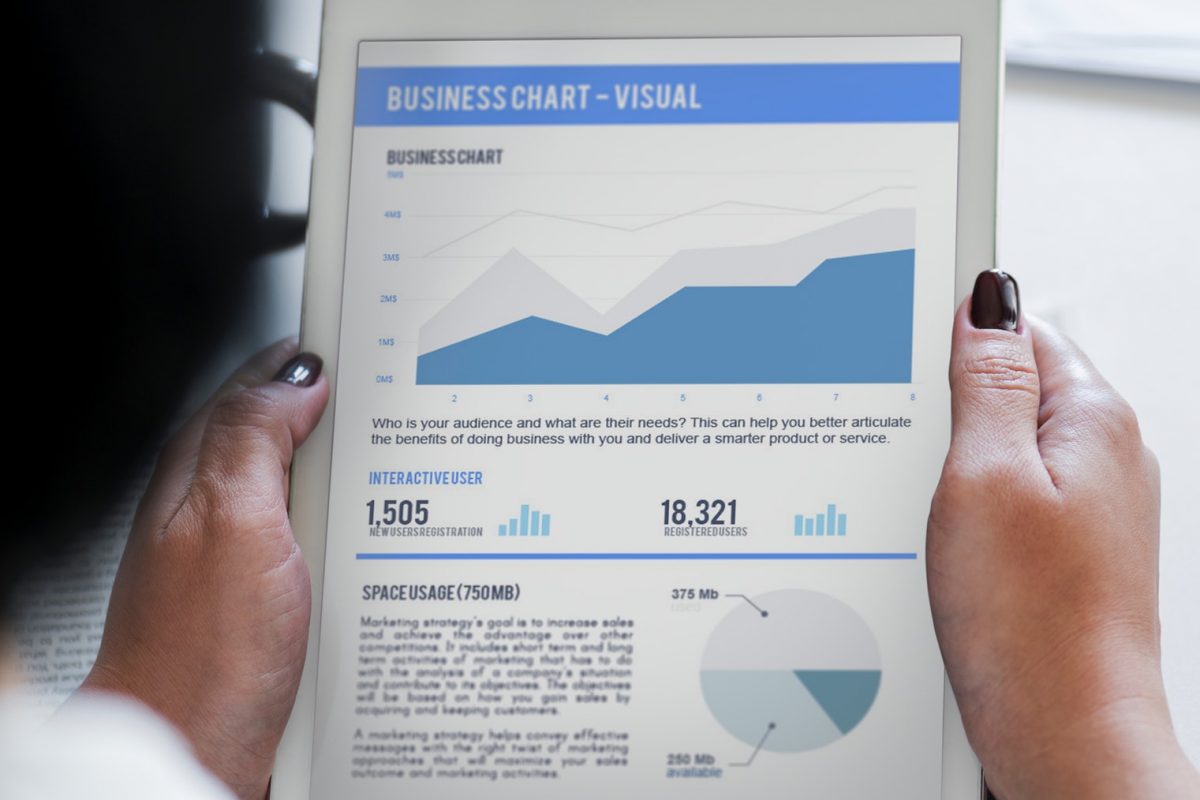 BUSINESS CHART - VISUAL
BUSINESS CHART
5M$
4M$
3M$
2M$
1M$
0M$
2 3 4 5 6 7 8
Who is your audience and what are their needs? This can help you better articulate
the benefits of doing business with you and deliver a smarter product or service.
INTERACTIVE USER
1,505
NEW USERS REGISTRATION
18,321
REGISTERED USERS
SPACE USAGE (750MB)
375 Mb
used
Marketing strategy's goal is to increase sales
and achieve the advantage over other
competitions. It includes short term and long
term activities of marketing that has to do
with the analysis of a company's situation
and contribute to its objectives. The objectives
will be based on how you gain sales by
acquiring and keeping customers.
A marketing strategy helps convey effective
messages with the right twist of marketing
approaches that will maximize your sales
outcome and marketing activities.
250 Mb
available